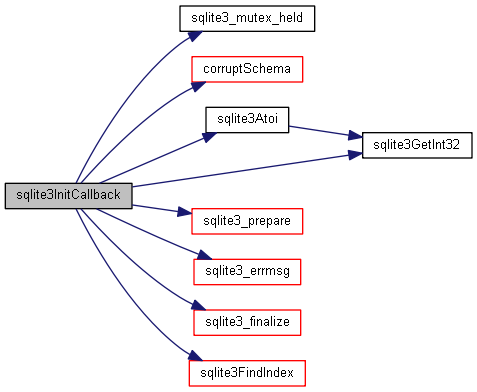 sqlite3_mutex_held
corruptSchema
sqlite3Atoi
sqlite3GetInt32
sqlite3InitCallback
sqlite3_prepare
sqlite3_errmsg
sqlite3_finalize
sqlite3FindIndex